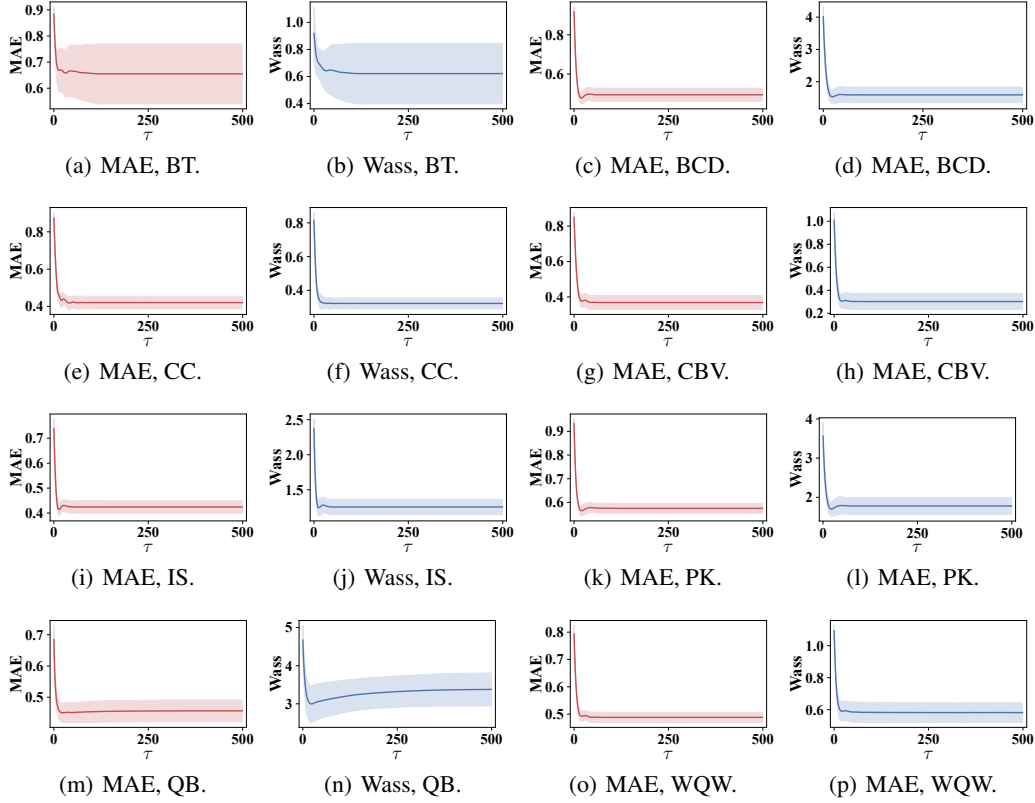 0.9
0.8
0.7
0.6
MAE
0 250 500
τ
(a) MAE, BT.
1.0
0.8
0.6
0.4
Wass
0 250 500
τ
(b) Wass, BT.
0.8
0.6
MAE
0 250 500
τ
(c) MAE, BCD.
4
3
2
Wass
0 250 500
τ
(d) MAE, BCD.
0.8
0.6
0.4
MAE
0 250 500
τ
(e) MAE, CC.
0.8
0.6
0.4
Wass
0 250 500
τ
(f) Wass, CC.
0.8
0.6
0.4
MAE
0 250 500
τ
(g) MAE, CBV.
1.0
0.8
0.6
0.4
0.2
Wass
0 250 500
τ
(h) MAE, CBV.
0.7
0.6
0.5
0.4
MAE
0 250 500
τ
(i) MAE, IS.
2.5
2.0
1.5
Wass
0 250 500
τ
(j) Wass, IS.
0.9
0.8
0.7
0.6
MAE
0 250 500
τ
(k) MAE, PK.
4
3
2
Wass
0 250 500
τ
(l) MAE, PK.
0.7
0.6
0.5
MAE
0 250 500
τ
(m) MAE, QB.
5
4
3
Wass
0 250 500
τ
(n) Wass, QB.
0.8
0.7
0.6
0.5
MAE
0 250 500
τ
(o) MAE, WQW.
1.0
0.8
0.6
Wass
0 250 500
τ
(p) MAE, WQW.